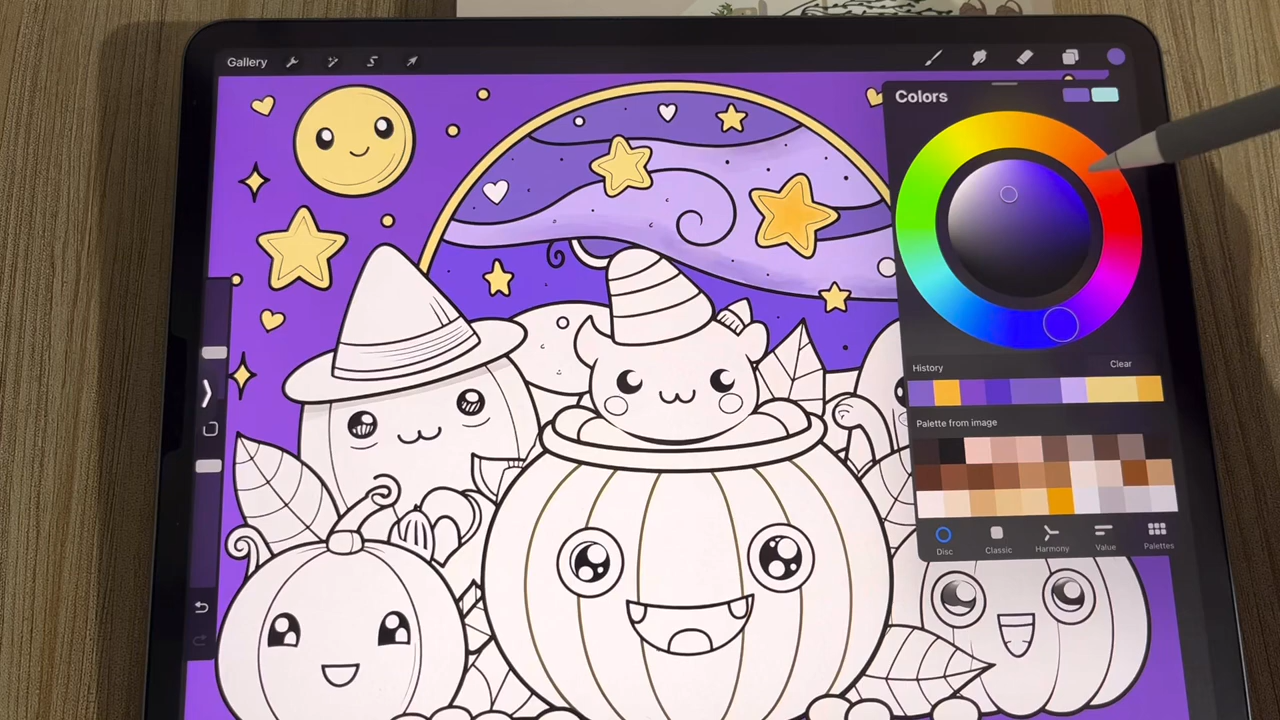 Gallery
Colors
History
Clear
Palette from image
Disc
Classic
Harmony
Value
Palettes